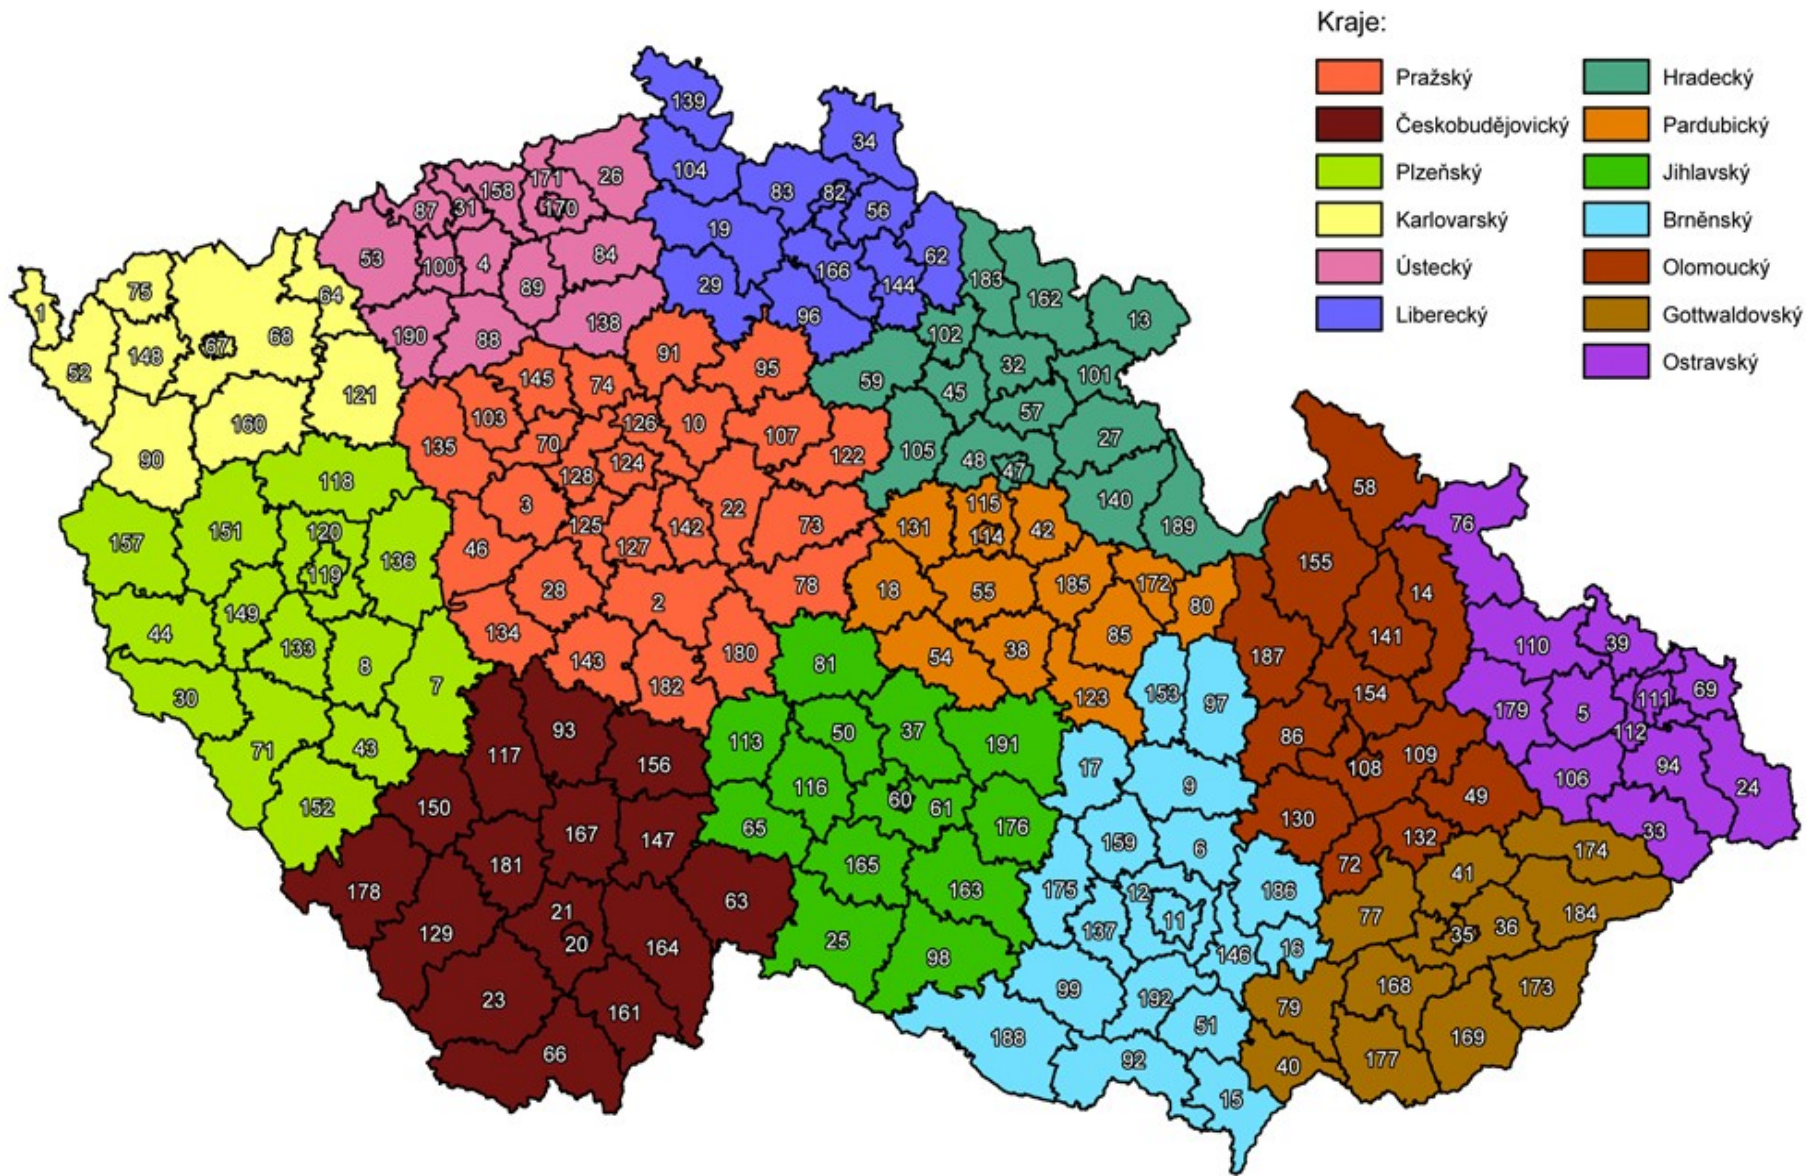 Kraje:
Pražský Hradecký
Českobudějovický Pardubický
Plzeňský Jihlavský
Karlovarský Brněnský
Ústecký Olomoucký
Liberecký Gottwaldovský
Ostravský
139
34
104 83 82 56
171 26
158
87 31 170
19
53 100 4 89 84
62
166 144
29 96
183 162 13
75 64
1
68 67
148
52
190 88 138
102 32 101
91 95 59 45
145 74
121
103 126 10 107 57 27
160 135 70 122 105
90 124 48 47
128
118
3 22 115 140 58
125 142 73 131 42 189 76
157 151 120 46 127 114
136 155
119
28 2 78 18 55 185 172 80 14
149
44 134 85 141 110 39
133 8 143 180 81 54 38 187
7 182 123 153 97 154 69
30 111
179 5
93 50 37 86
71 43 117 113 191 112
156 17 109 94
108 106
116 9 24
152 150 60 61 49
167 147 65 176 130 33
159 132
181 165 6 72 174
41
178 163 175 12 186
63 77 184
21 11 36
129 20 137 35
164 25 146 16
98
23 99 192 79 168 173
161 51
188
66 92 40 177 169
15